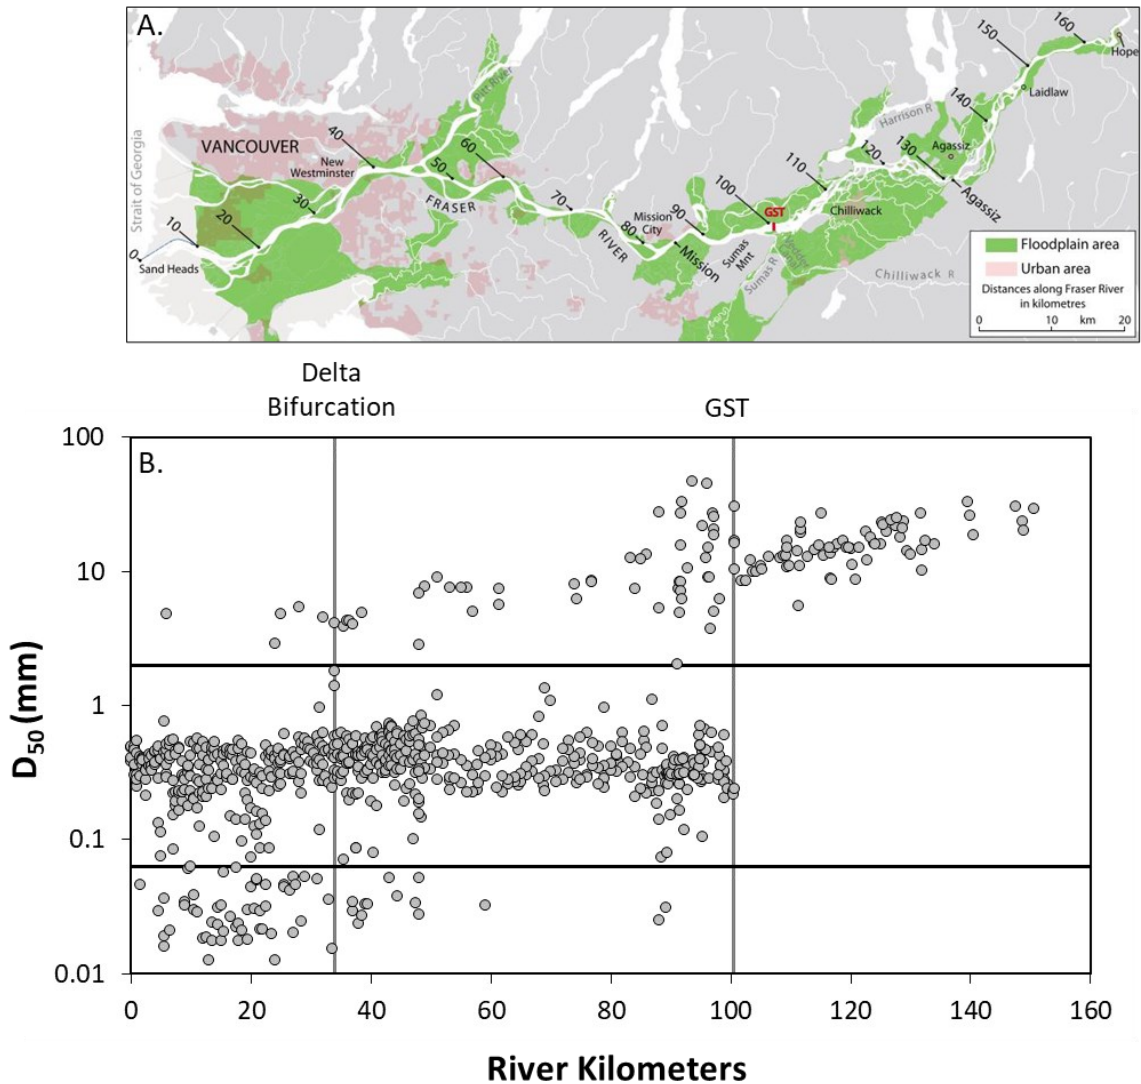 A.
150
160
Hope
Laidlaw
140
Pitt River
Harrison R
Strait of Georgia
VANCOUVER
40
New
Westminster
60
50
FRASER
130
120
Agassiz
110
100
GST
Agassiz
Chilliwack
30
20
10
0
Sand Heads
70
RIVER
80
Mission
City
90
Mission
Sumas
Mnt
Sumas R
Chilliwack R
Floodplain area
Urban area
Distances along Fraser River
in kilometres
0 10 km 20
Delta
Bifurcation
GST
B.
100
10
1
0.1
0.01
D50 (mm)
0 20 40 60 80 100 120 140 160
River Kilometers